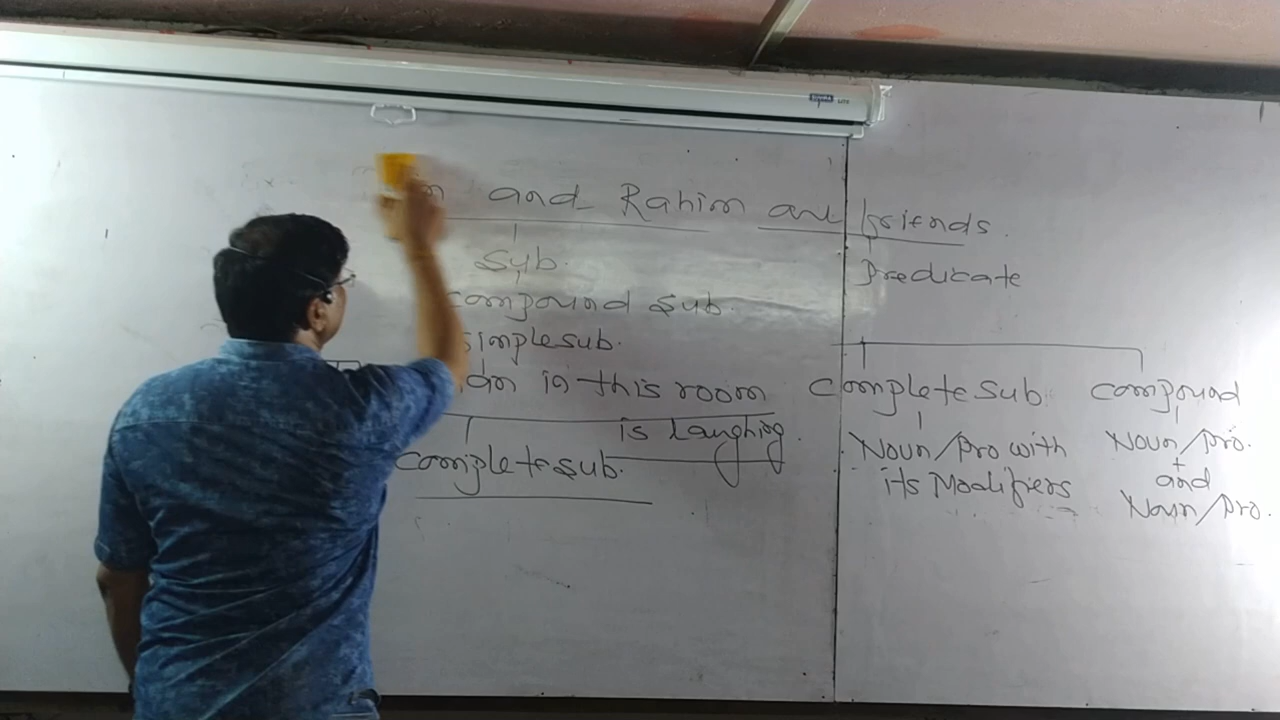 and Rahim are friends.
Sub.
Predicate
compound sub.
simple sub.
in this room
is laughing.
complete sub.
Complete sub
Noun/Pro with
its Modifiers
compound
Noun/pro.
+
and
Noun/pro.